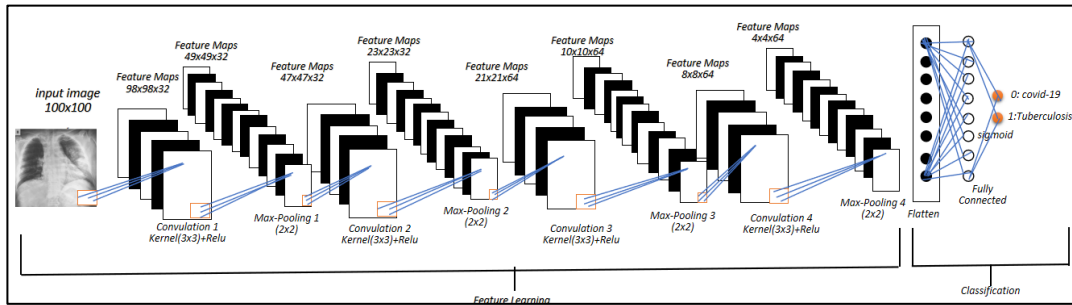 input image
100x100
Feature Maps
98x98x32
Convulation 1
Kernel(3x3)+Relu
Feature Maps
49x49x32
Max-Pooling 1
(2x2)
Feature Maps
47x47x32
Convulation 2
Kernel(3x3)+Relu
Feature Maps
23x23x32
Max-Pooling 2
(2x2)
Feature Maps
21x21x64
Convulation 3
Kernel(3x3)+Relu
Feature Maps
10x10x64
Max-Pooling 3
(2x2)
Feature Maps
8x8x64
Convulation 4
Kernel(3x3)+Relu
Feature Maps
4x4x64
Max-Pooling 4
(2x2)
Flatten
Fully
Connected
sigmoid
0: covid-19
1:Tuberculosis
Feature Learning
Classification